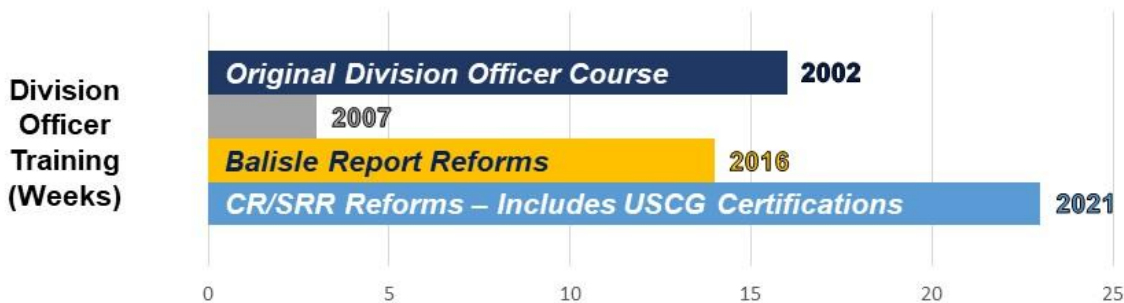 Division
Officer
Training
(Weeks)
Original Division Officer Course 2002
2007
Balisle Report Reforms 2016
CR/SRR Reforms – Includes USCG Certifications 2021
0 5 10 15 20 25